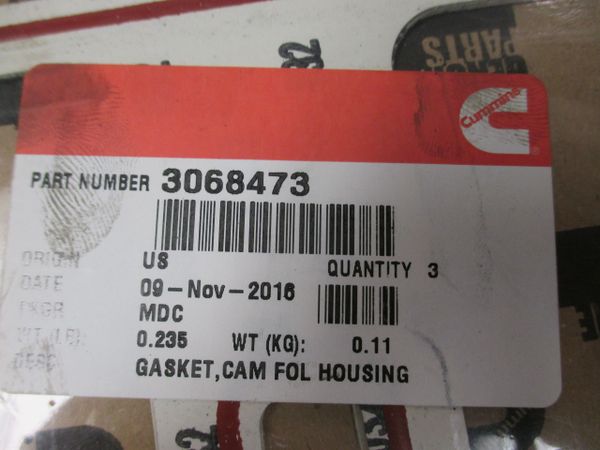 32
PARTS
Cummins
PART NUMBER 3068473
ORIGIN US QUANTITY 3
DATE 09-Nov-2016
PKGR MDC
WT (LB): 0.235 WT (KG): 0.11
DESC GASKET,CAM FOL HOUSING